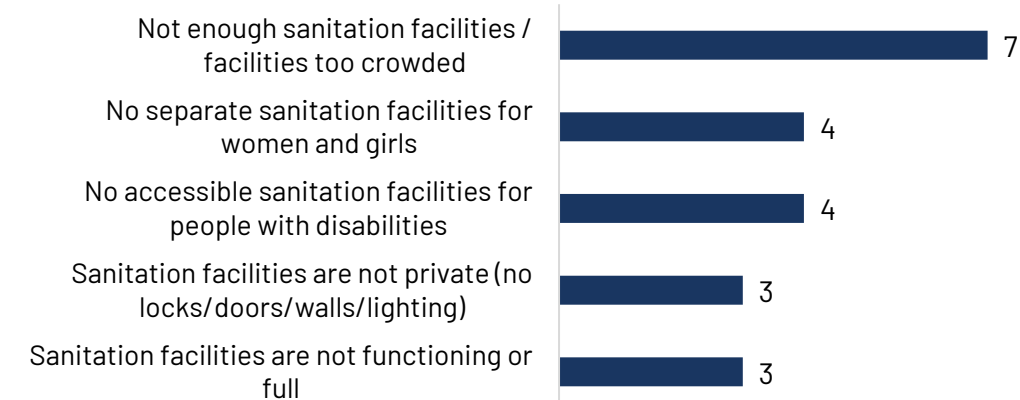 Not enough sanitation facilities /
facilities too crowded
7
No separate sanitation facilities for
women and girls
4
No accessible sanitation facilities for
people with disabilities
4
Sanitation facilities are not private (no
locks/doors/walls/lighting)
3
Sanitation facilities are not functioning or
full
3